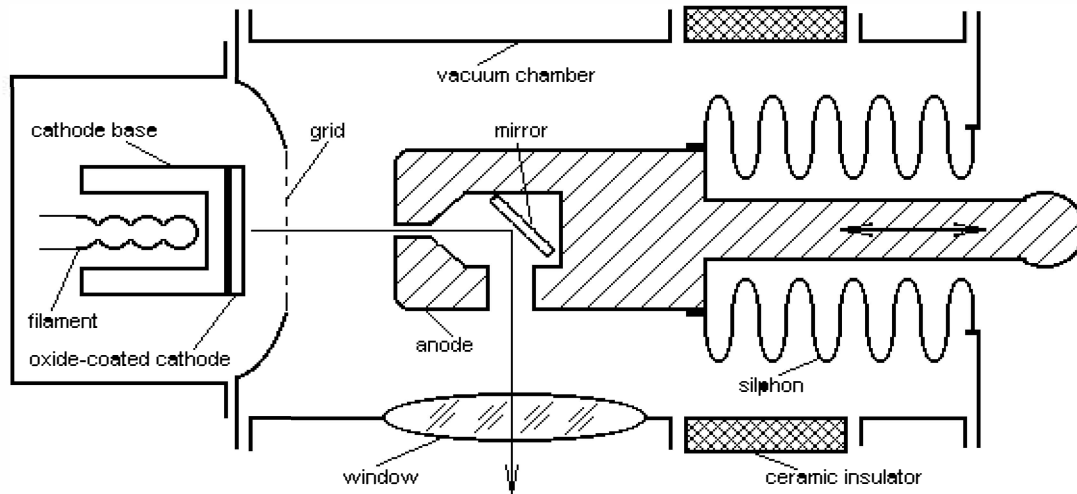 vacuum chamber
cathode base
grid
mirror
filament
oxide-coated cathode
anode
silphon
window
ceramic insulator